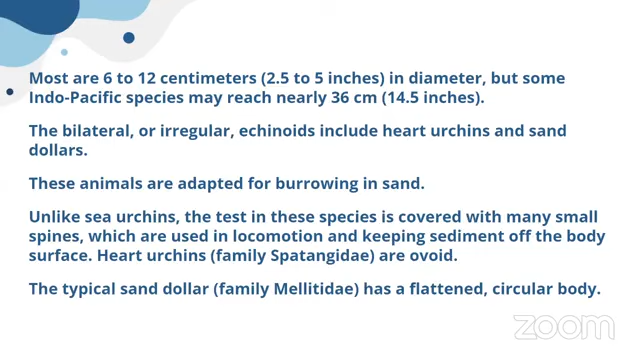 Most are 6 to 12 centimeters (2.5 to 5 inches) in diameter, but some
Indo-Pacific species may reach nearly 36 cm (14.5 inches).
The bilateral, or irregular, echinoids include heart urchins and sand
dollars.
These animals are adapted for burrowing in sand.
Unlike sea urchins, the test in these species is covered with many small
spines, which are used in locomotion and keeping sediment off the body
surface. Heart urchins (family Spatangidae) are ovoid.
The typical sand dollar (family Mellitidae) has a flattened, circular body.
zoom